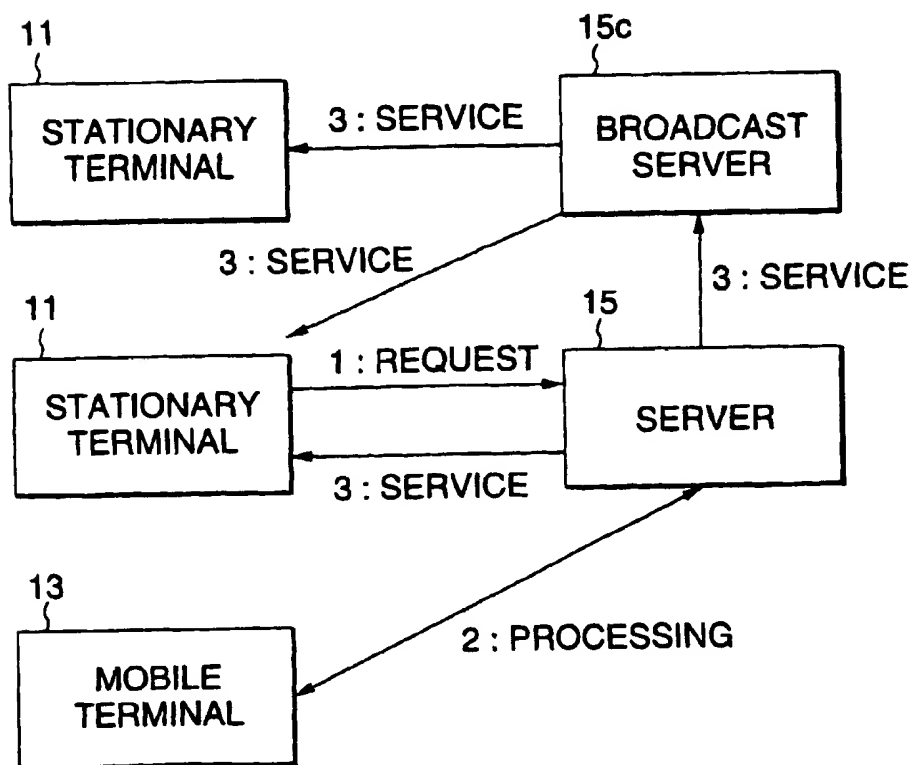 11
15c
STATIONARY
TERMINAL
3 : SERVICE
BROADCAST
SERVER
3 : SERVICE
3 : SERVICE
11
15
STATIONARY
TERMINAL
1 : REQUEST
SERVER
3 : SERVICE
13
2 : PROCESSING
MOBILE
TERMINAL